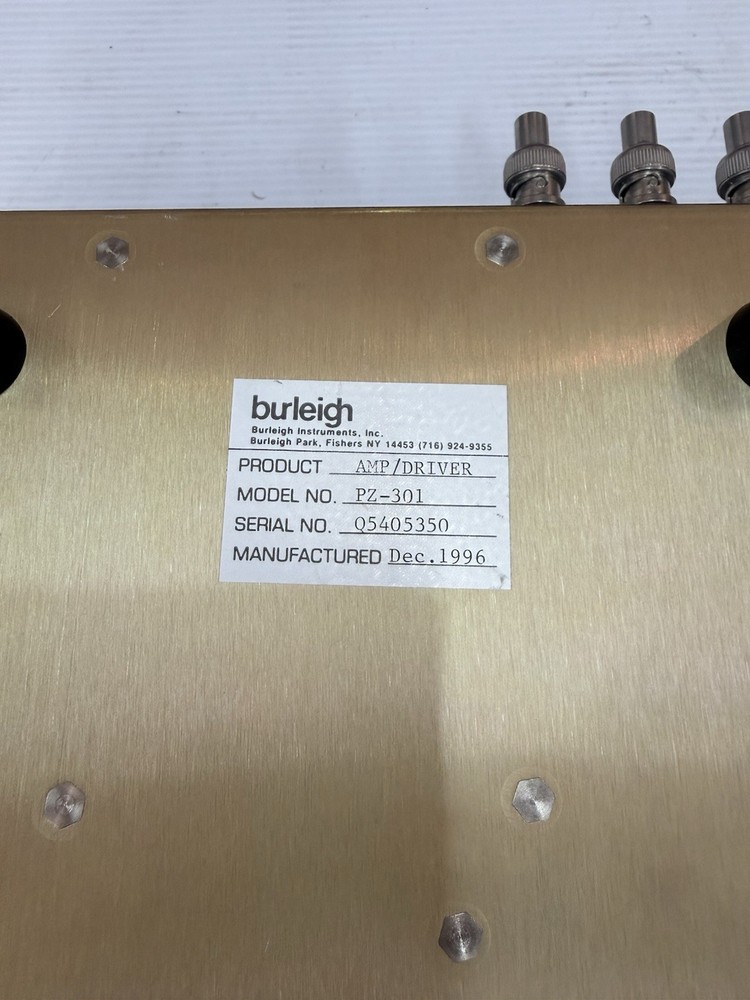 burleigh
Burleigh Instruments, Inc.
Burleigh Park, Fishers NY 14453 (716) 924-9355
PRODUCT AMP/DRIVER
MODEL NO. PZ-301
SERIAL NO. Q5405350
MANUFACTURED Dec.1996